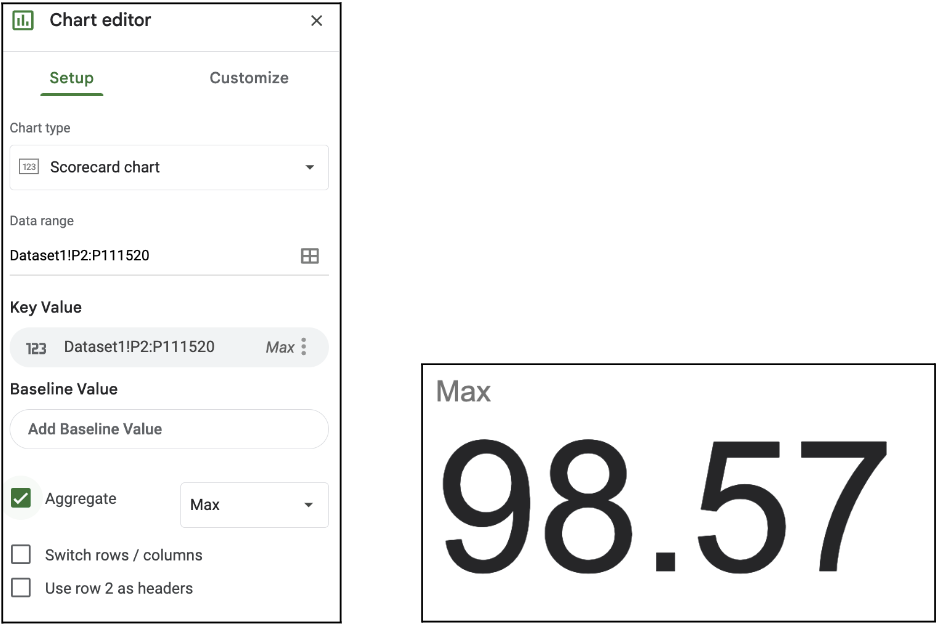 Chart editor
Setup Customize
Chart type
123 Scorecard chart
Data range
Dataset1!P2:P111520
Key Value
123 Dataset1!P2:P111520 Max
Baseline Value
Add Baseline Value
Aggregate Max
Switch rows / columns
Use row 2 as headers
Max
98.57